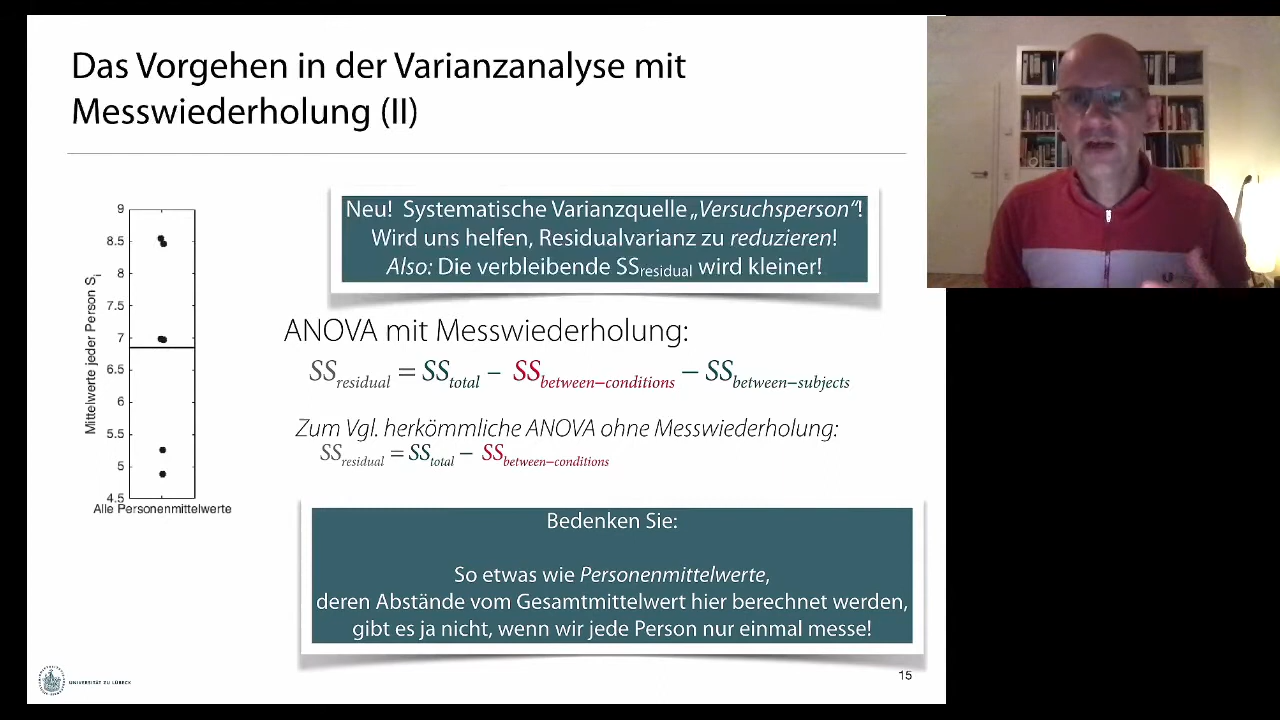 Das Vorgehen in der Varianzanalyse mit
Messwiederholung (II)
Neu! Systematische Varianzquelle „Versuchsperson“!
Wird uns helfen, Residualvarianz zu reduzieren!
Also: Die verbleibende SSresidual wird kleiner!
9
8.5
8
7.5
7
6.5
6
5.5
5
4.5
Mittelwerte jeder Person Si
Alle Personenmittelwerte
ANOVA mit Messwiederholung:
SSresidual = SStotal − SSbetween−conditions − SSbetween−subjects
Zum Vgl. herkömmliche ANOVA ohne Messwiederholung:
SSresidual = SStotal − SSbetween−conditions
Bedenken Sie:
So etwas wie Personenmittelwerte,
deren Abstände vom Gesamtmittelwert hier berechnet werden,
gibt es ja nicht, wenn wir jede Person nur einmal messe!
UNIVERSITÄT ZU LÜBECK
15